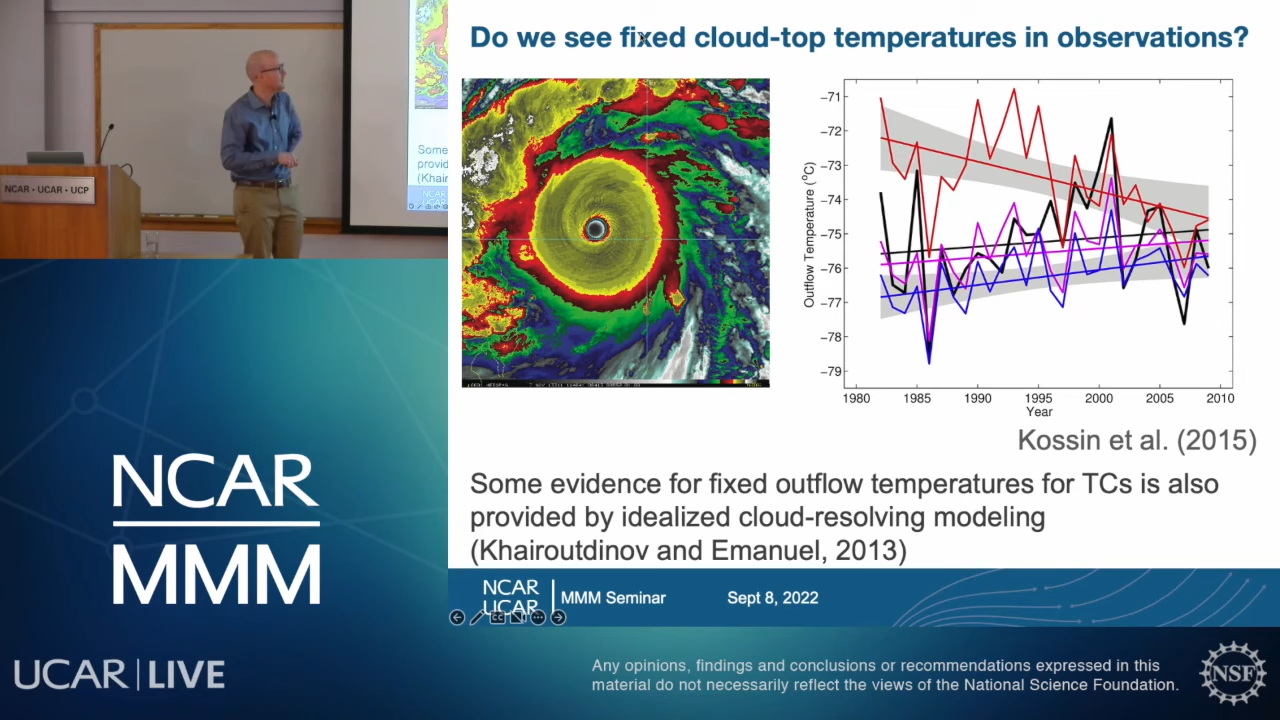 Do we see fixed cloud-top temperatures in observations?
Some
provid
(Khair
NCAR • UCAR • UCP
Outflow Temperature (°C)
−71
−72
−73
−74
−75
−76
−77
−78
−79
1980
1985
1990
1995
2000
2005
2010
Year
Kossin et al. (2015)
Some evidence for fixed outflow temperatures for TCs is also
provided by idealized cloud-resolving modeling
(Khairoutdinov and Emanuel, 2013)
NCAR
UCAR
MMM Seminar
Sept 8, 2022
NCAR
MMM
UCAR | LIVE
Any opinions, findings and conclusions or recommendations expressed in this
material do not necessarily reflect the views of the National Science Foundation.
NSF